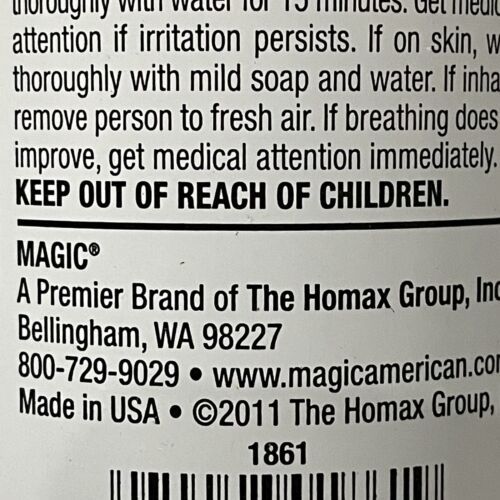 thoroughly with water for 15 minutes. Get medic
attention if irritation persists. If on skin, w
thoroughly with mild soap and water. If inha
remove person to fresh air. If breathing does
improve, get medical attention immediately.
KEEP OUT OF REACH OF CHILDREN.
MAGIC®
A Premier Brand of The Homax Group, Inc
Bellingham, WA 98227
800-729-9029 • www.magicamerican.com
Made in USA • ©2011 The Homax Group,
1861